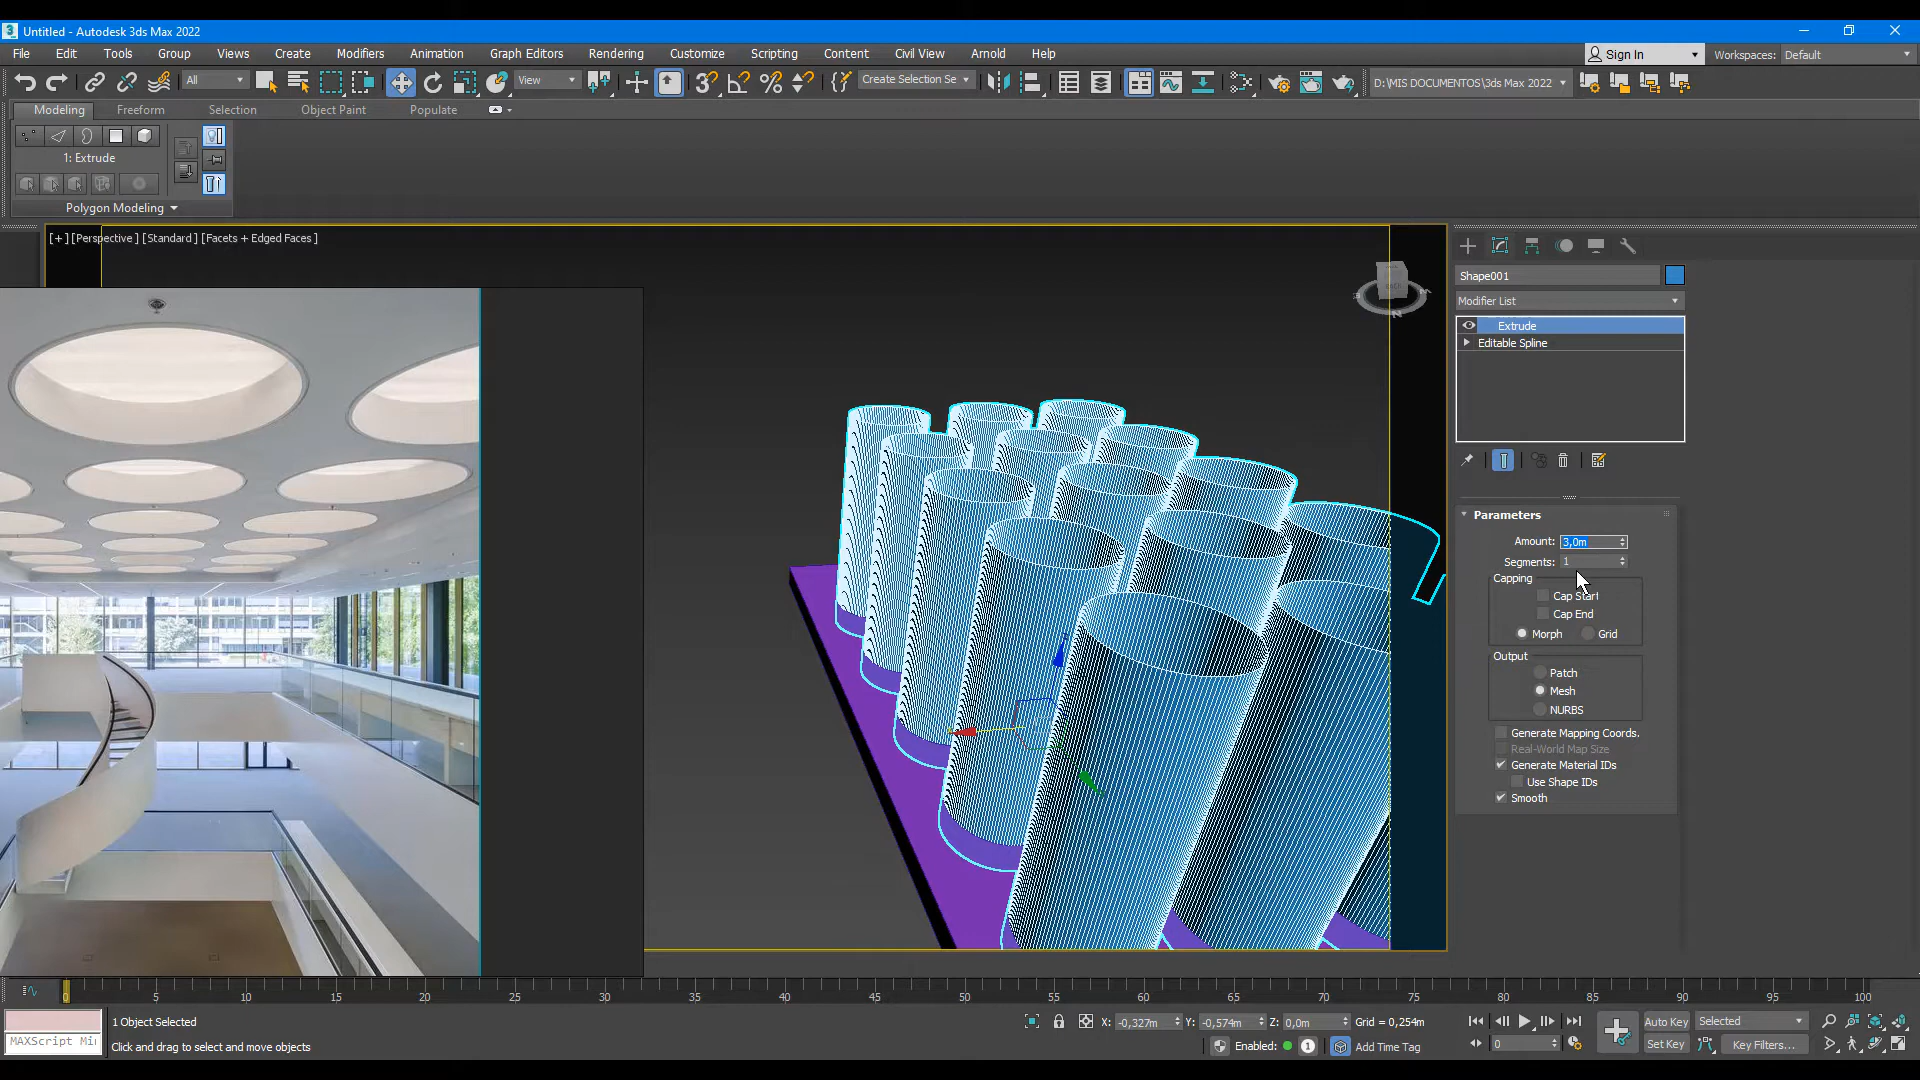 Untitled - Autodesk 3ds Max 2022
File Edit Tools Group Views Create Modifiers Animation Graph Editors Rendering Customize Scripting Content Civil View Arnold Help
Sign In Workspaces: Default
All View Create Selection Se D:\MIS DOCUMENTOS\3ds Max 2022
Modeling Freeform Selection Object Paint Populate
1: Extrude
Polygon Modeling
[+] [Perspective] [Standard] [Facets + Edged Faces]
Shape001
Modifier List
Extrude
Editable Spline
Parameters
Amount: 3,0m
Segments: 1
Capping
Cap Start
Cap End
Morph Grid
Output
Patch
Mesh
NURBS
Generate Mapping Coords.
Real-World Map Size
Generate Material IDs
Use Shape IDs
Smooth
0 5 10 15 20 25 30 35 40 45 50 55 60 65 70 75 80 85 90 95 100
1 Object Selected X: -0,327m Y: -0,574m Z: 0,0m Grid = 0,254m Auto Key Selected
MAXScript Mi Click and drag to select and move objects Enabled: 1 Add Time Tag 0 Set Key Key Filters...